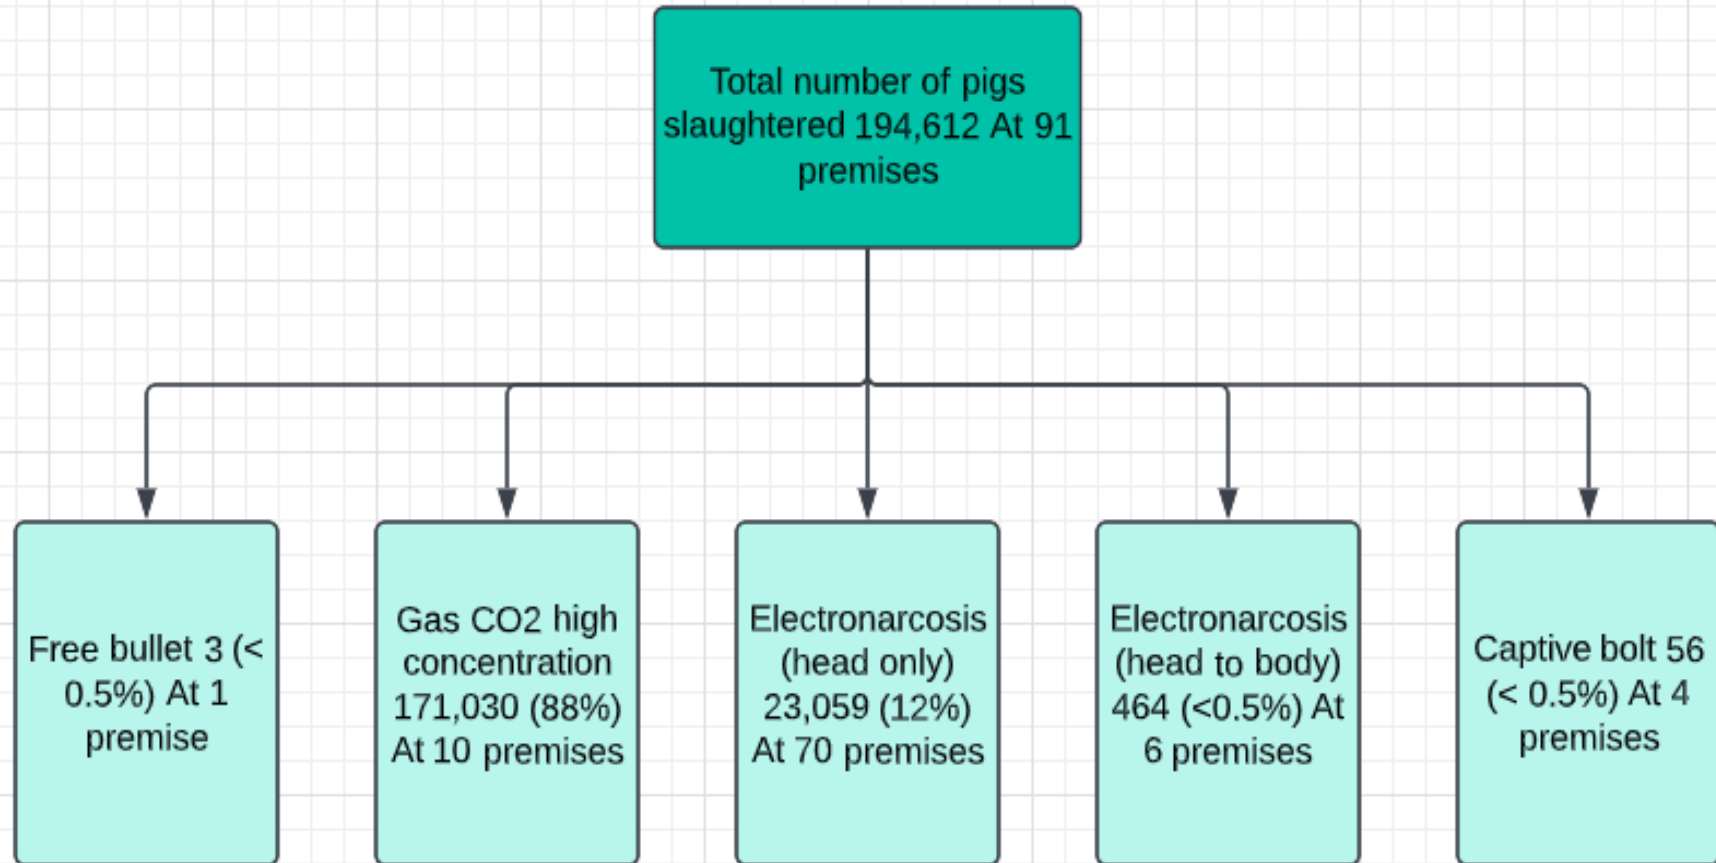 Total number of pigs
slaughtered 194,612 At 91
premises
Free bullet 3 (<
0.5%) At 1
premise
Gas CO2 high
concentration
171,030 (88%)
At 10 premises
Electronarcosis
(head only)
23,059 (12%)
At 70 premises
Electronarcosis
(head to body)
464 (<0.5%) At
6 premises
Captive bolt 56
(< 0.5%) At 4
premises